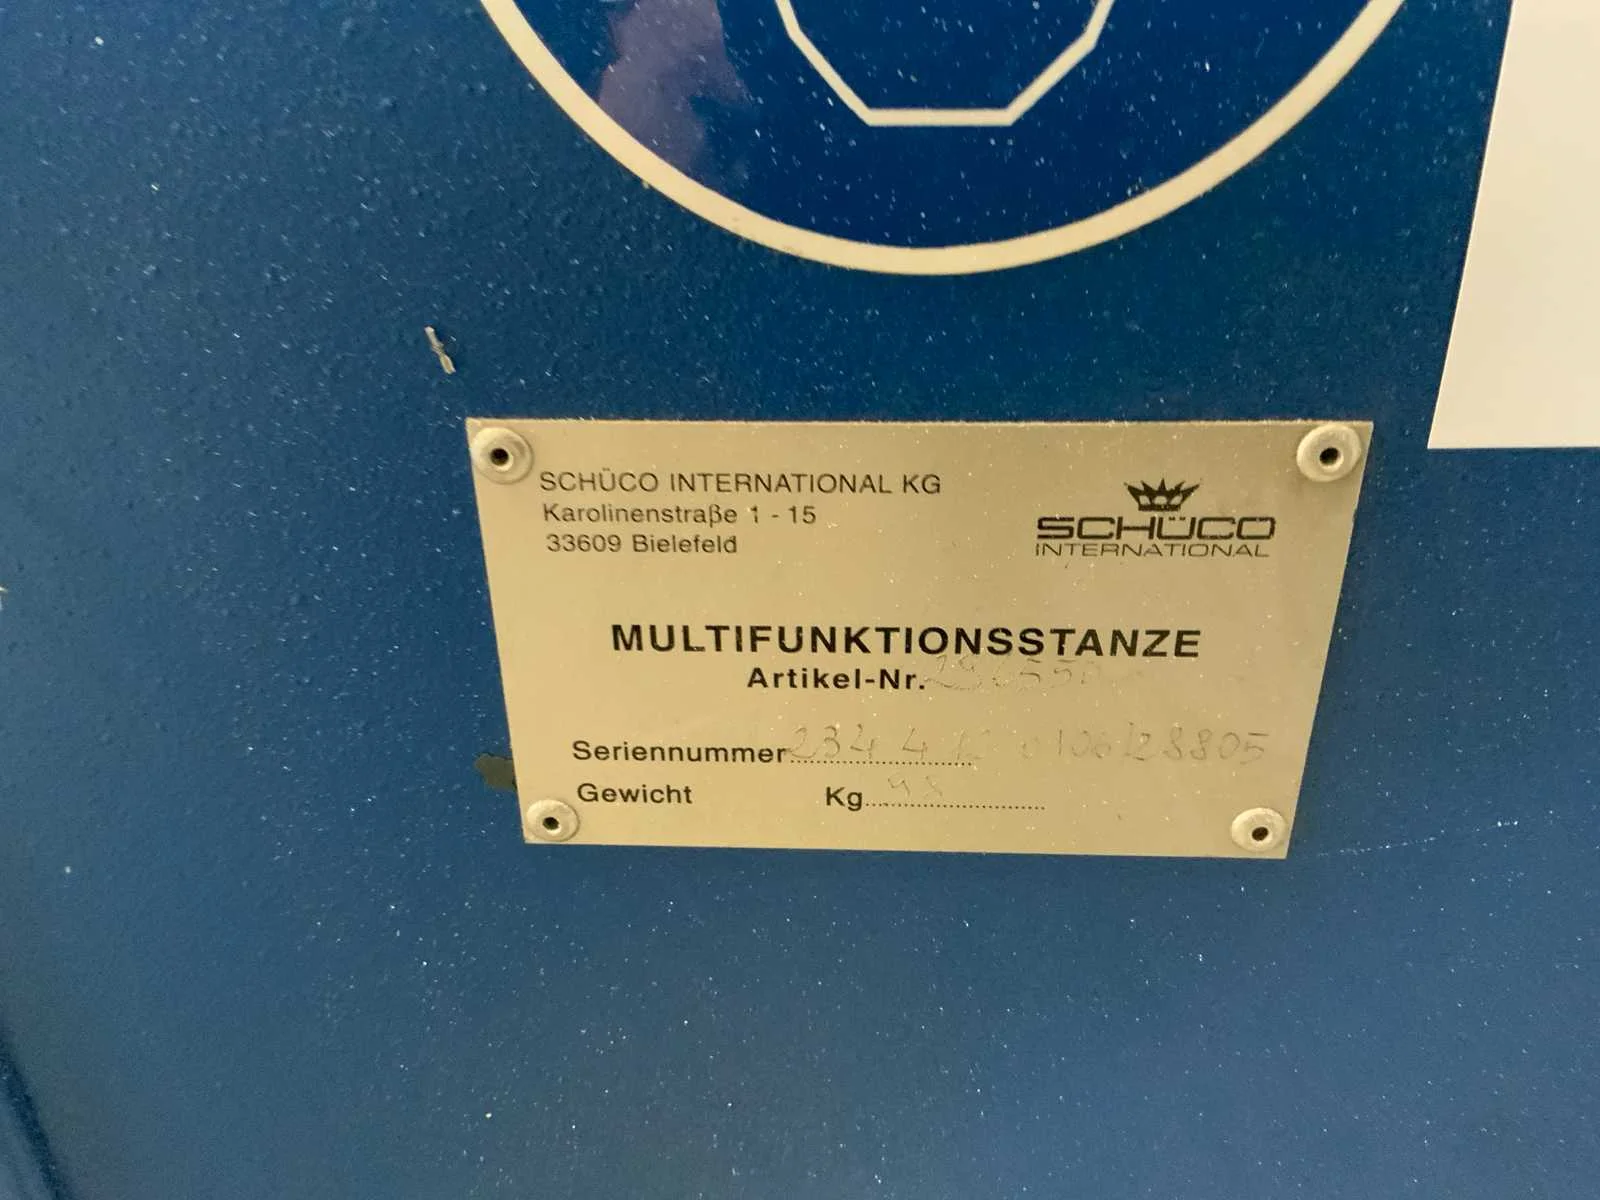 SCHÜCO INTERNATIONAL KG
Karolinenstraße 1 - 15
33609 Bielefeld
SCHÜCO
INTERNATIONAL
MULTIFUNKTIONSSTANZE
Artikel-Nr.
Seriennummer
Gewicht Kg